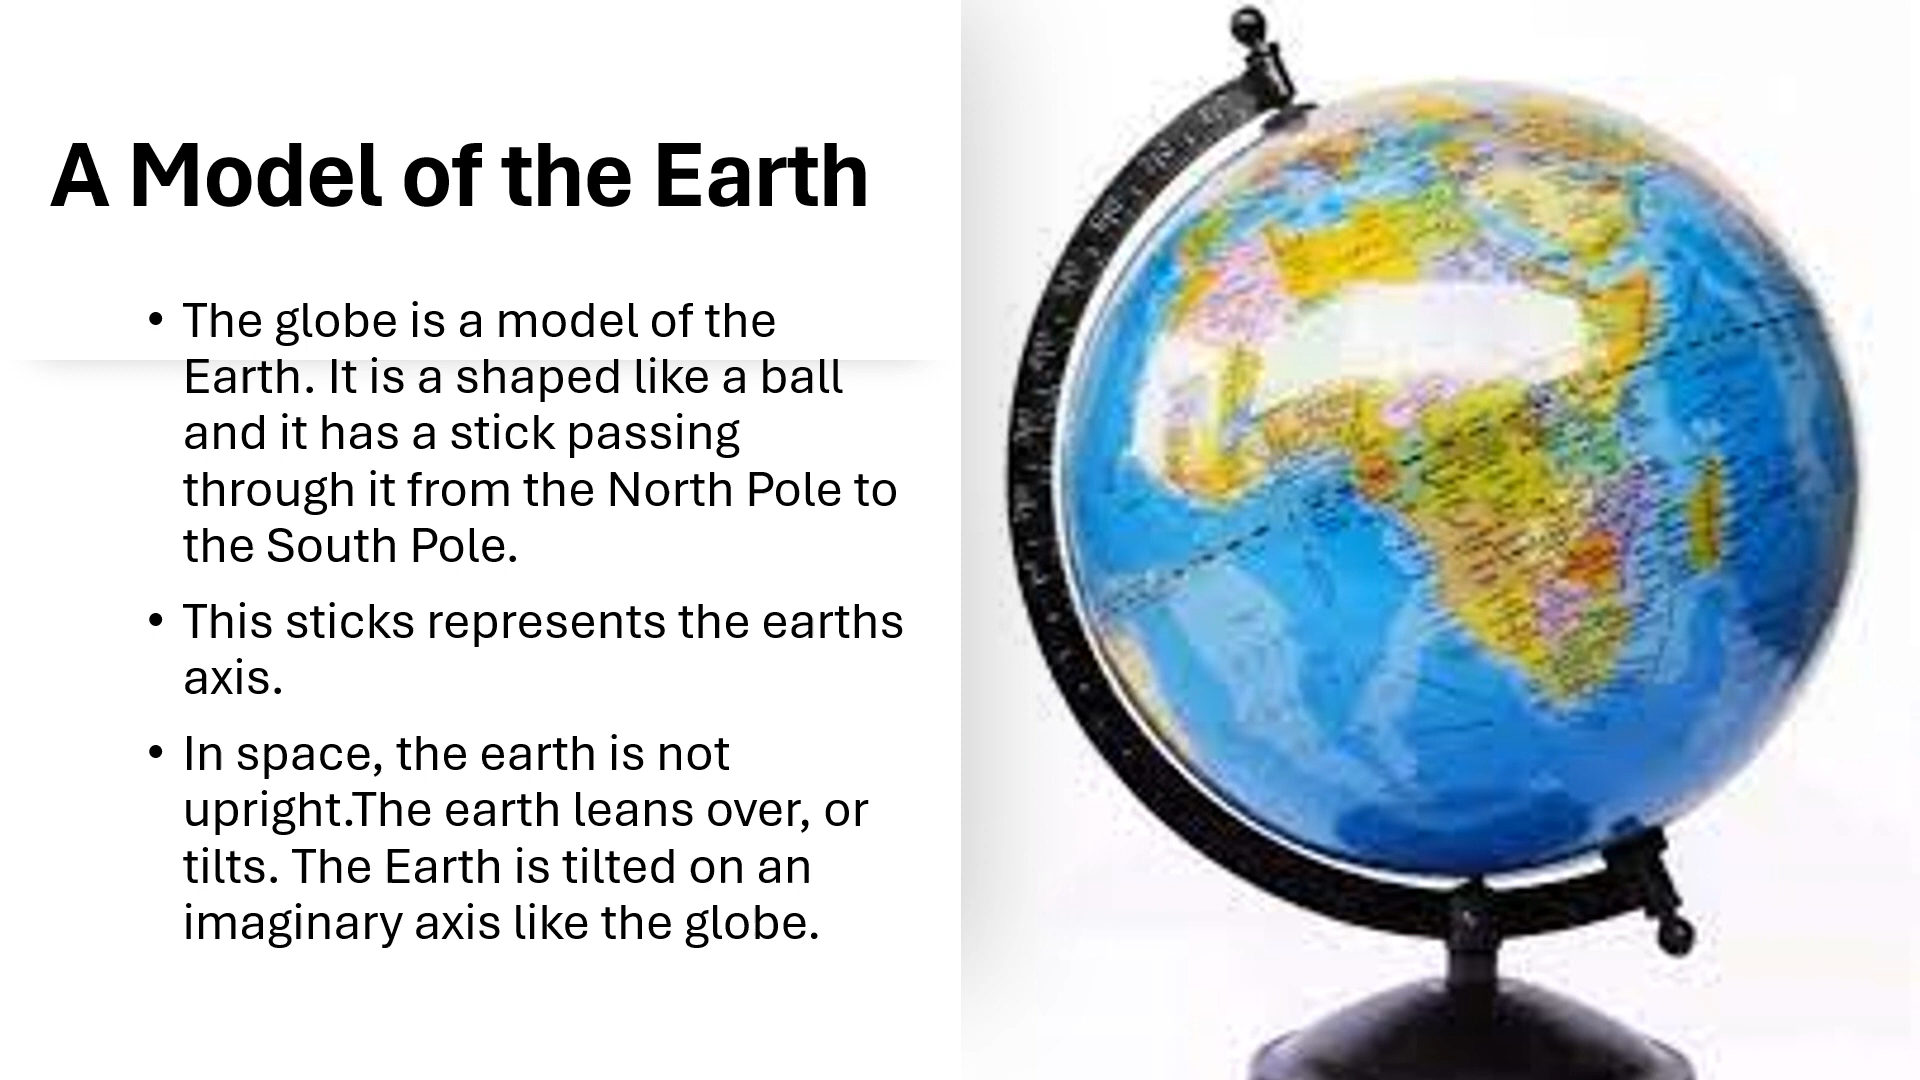 A Model of the Earth
• The globe is a model of the
Earth. It is a shaped like a ball
and it has a stick passing
through it from the North Pole to
the South Pole.
• This sticks represents the earths
axis.
• In space, the earth is not
upright.The earth leans over, or
tilts. The Earth is tilted on an
imaginary axis like the globe.